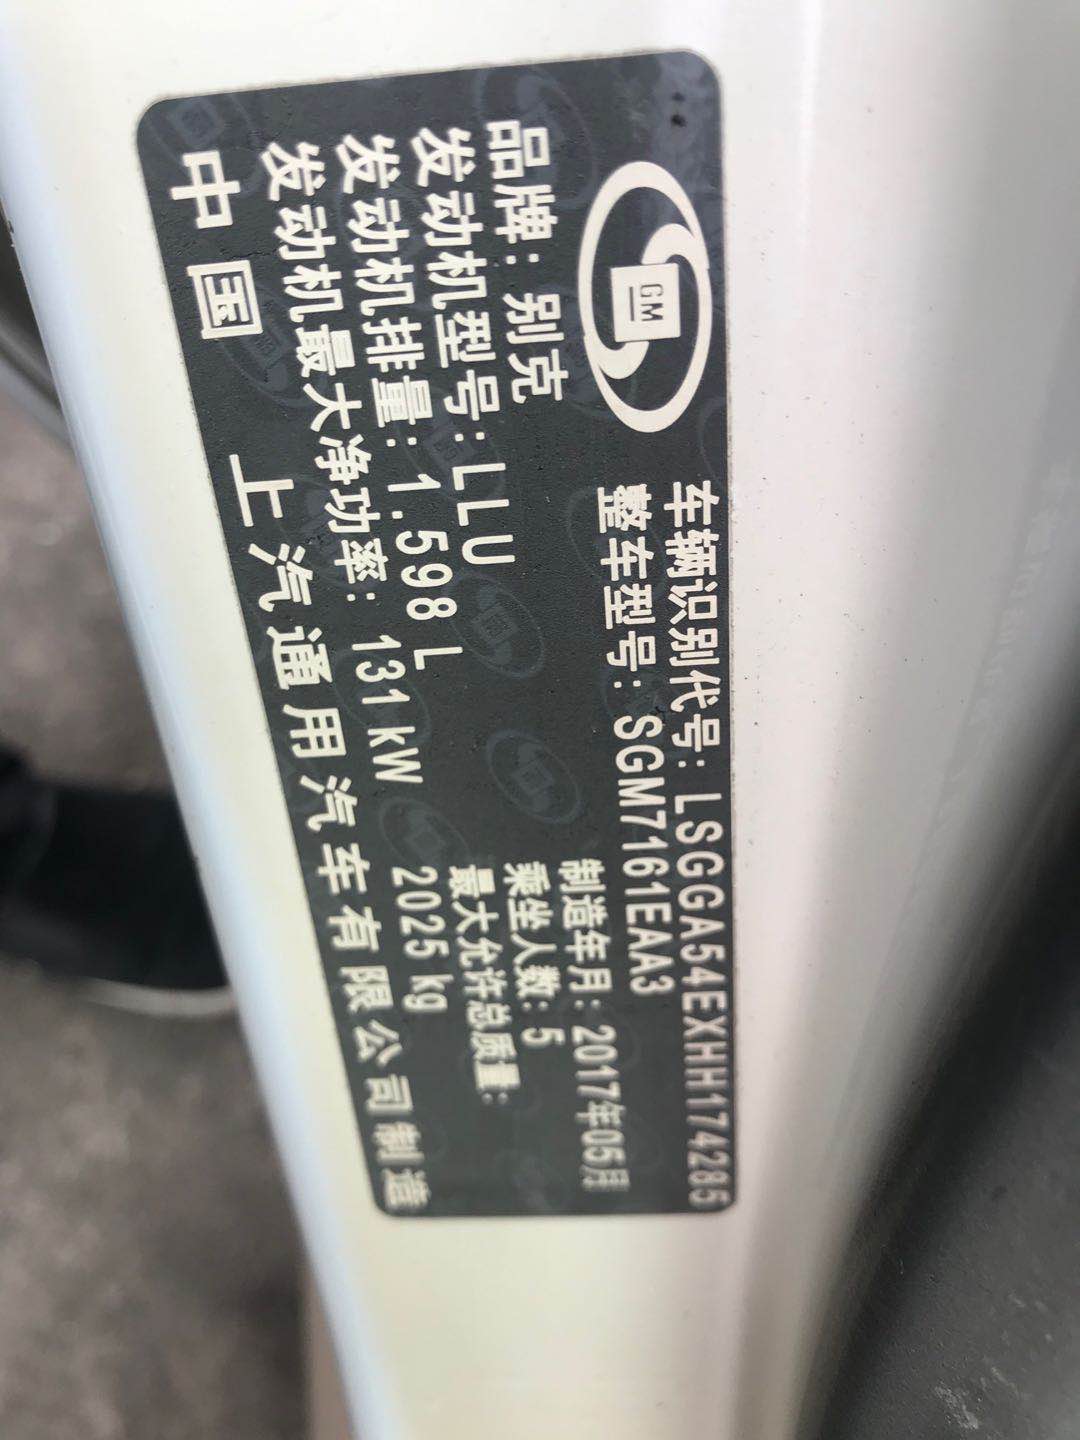 GM
车辆识别代号: LSGGA54EXHH174285
整车型号: SGM7161EAA3
品牌: 别克
制造年月: 2017年05月
发动机型号: LLU
乘坐人数: 5
发动机排量: 1.598 L
最大允许总质量:
2025 kg
发动机最大净功率: 131 kW
中国 上汽通用汽车有限公司制造